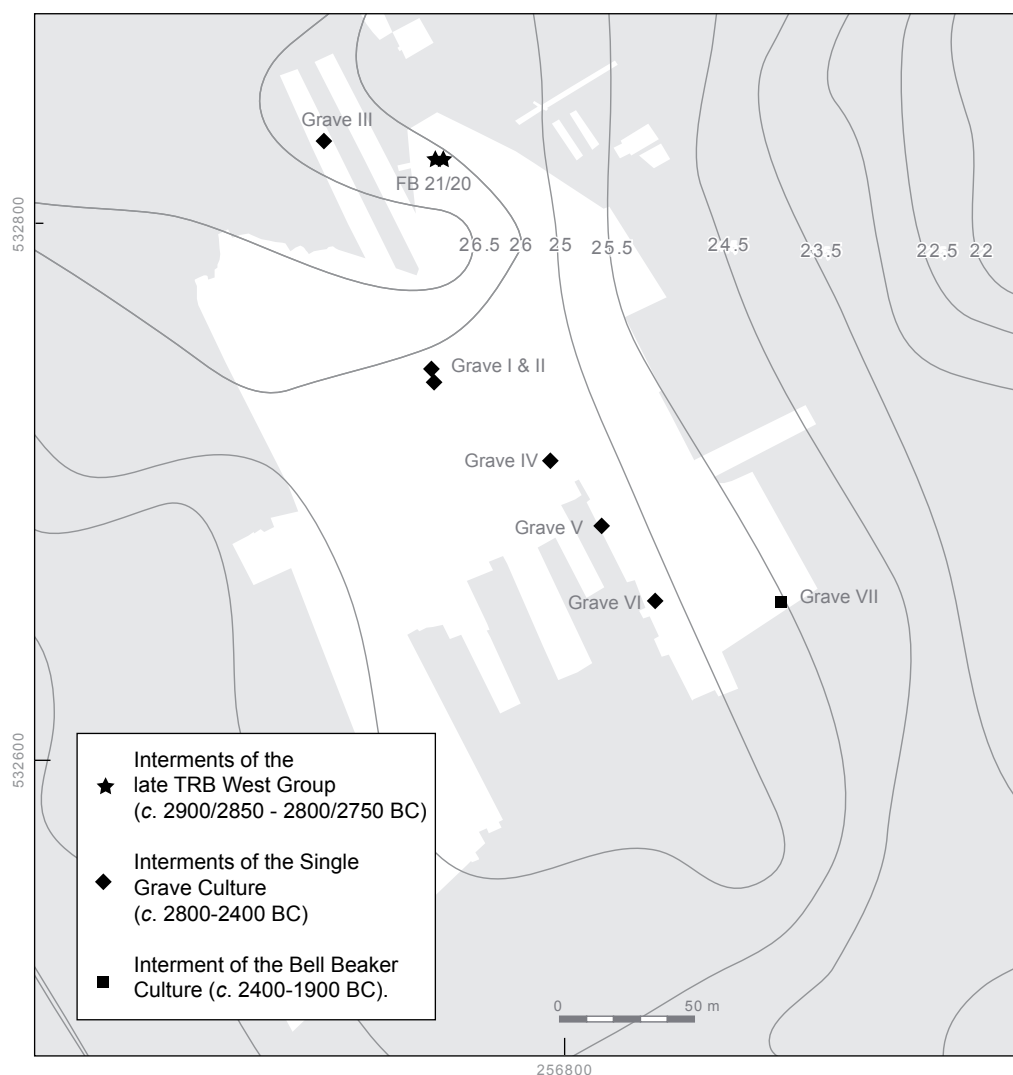 Grave III
FB 21/20
532800
26.5 26 25 25.5 24.5 23.5 22.5 22
Grave I & II
Grave IV
Grave V
Grave VI
Grave VII
532600
Interments of the
late TRB West Group
(c. 2900/2850 - 2800/2750 BC)
Interments of the Single
Grave Culture
(c. 2800-2400 BC)
Interment of the Bell Beaker
Culture (c. 2400-1900 BC).
0 50 m
256800